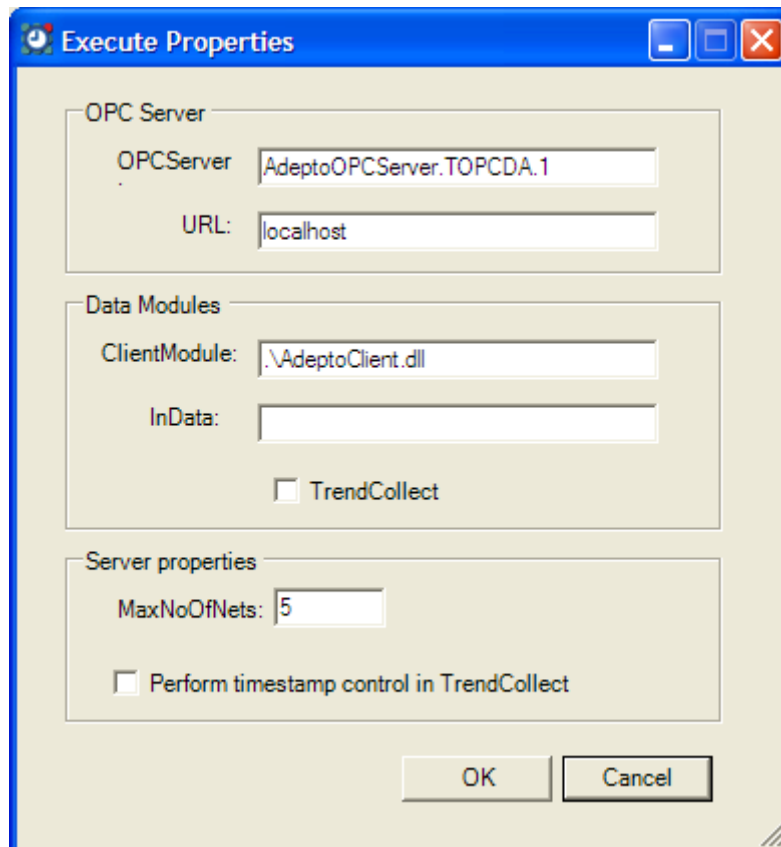 Execute Properties
OPC Server
OPCServer AdeptoOPCServer.TOPCDA.1
URL: localhost
Data Modules
ClientModule: .\AdeptoClient.dll
InData:
TrendCollect
Server properties
MaxNoOfNets: 5
Perform timestamp control in TrendCollect
OK Cancel